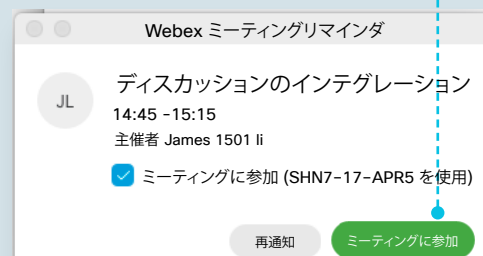 Webex ミーティングリマインダ
JL
ディスカッションのインテグレーション
14:45 -15:15
主催者 James 1501 li
ミーティングに参加 (SHN7-17-APR5 を使用)
再通知
ミーティングに参加